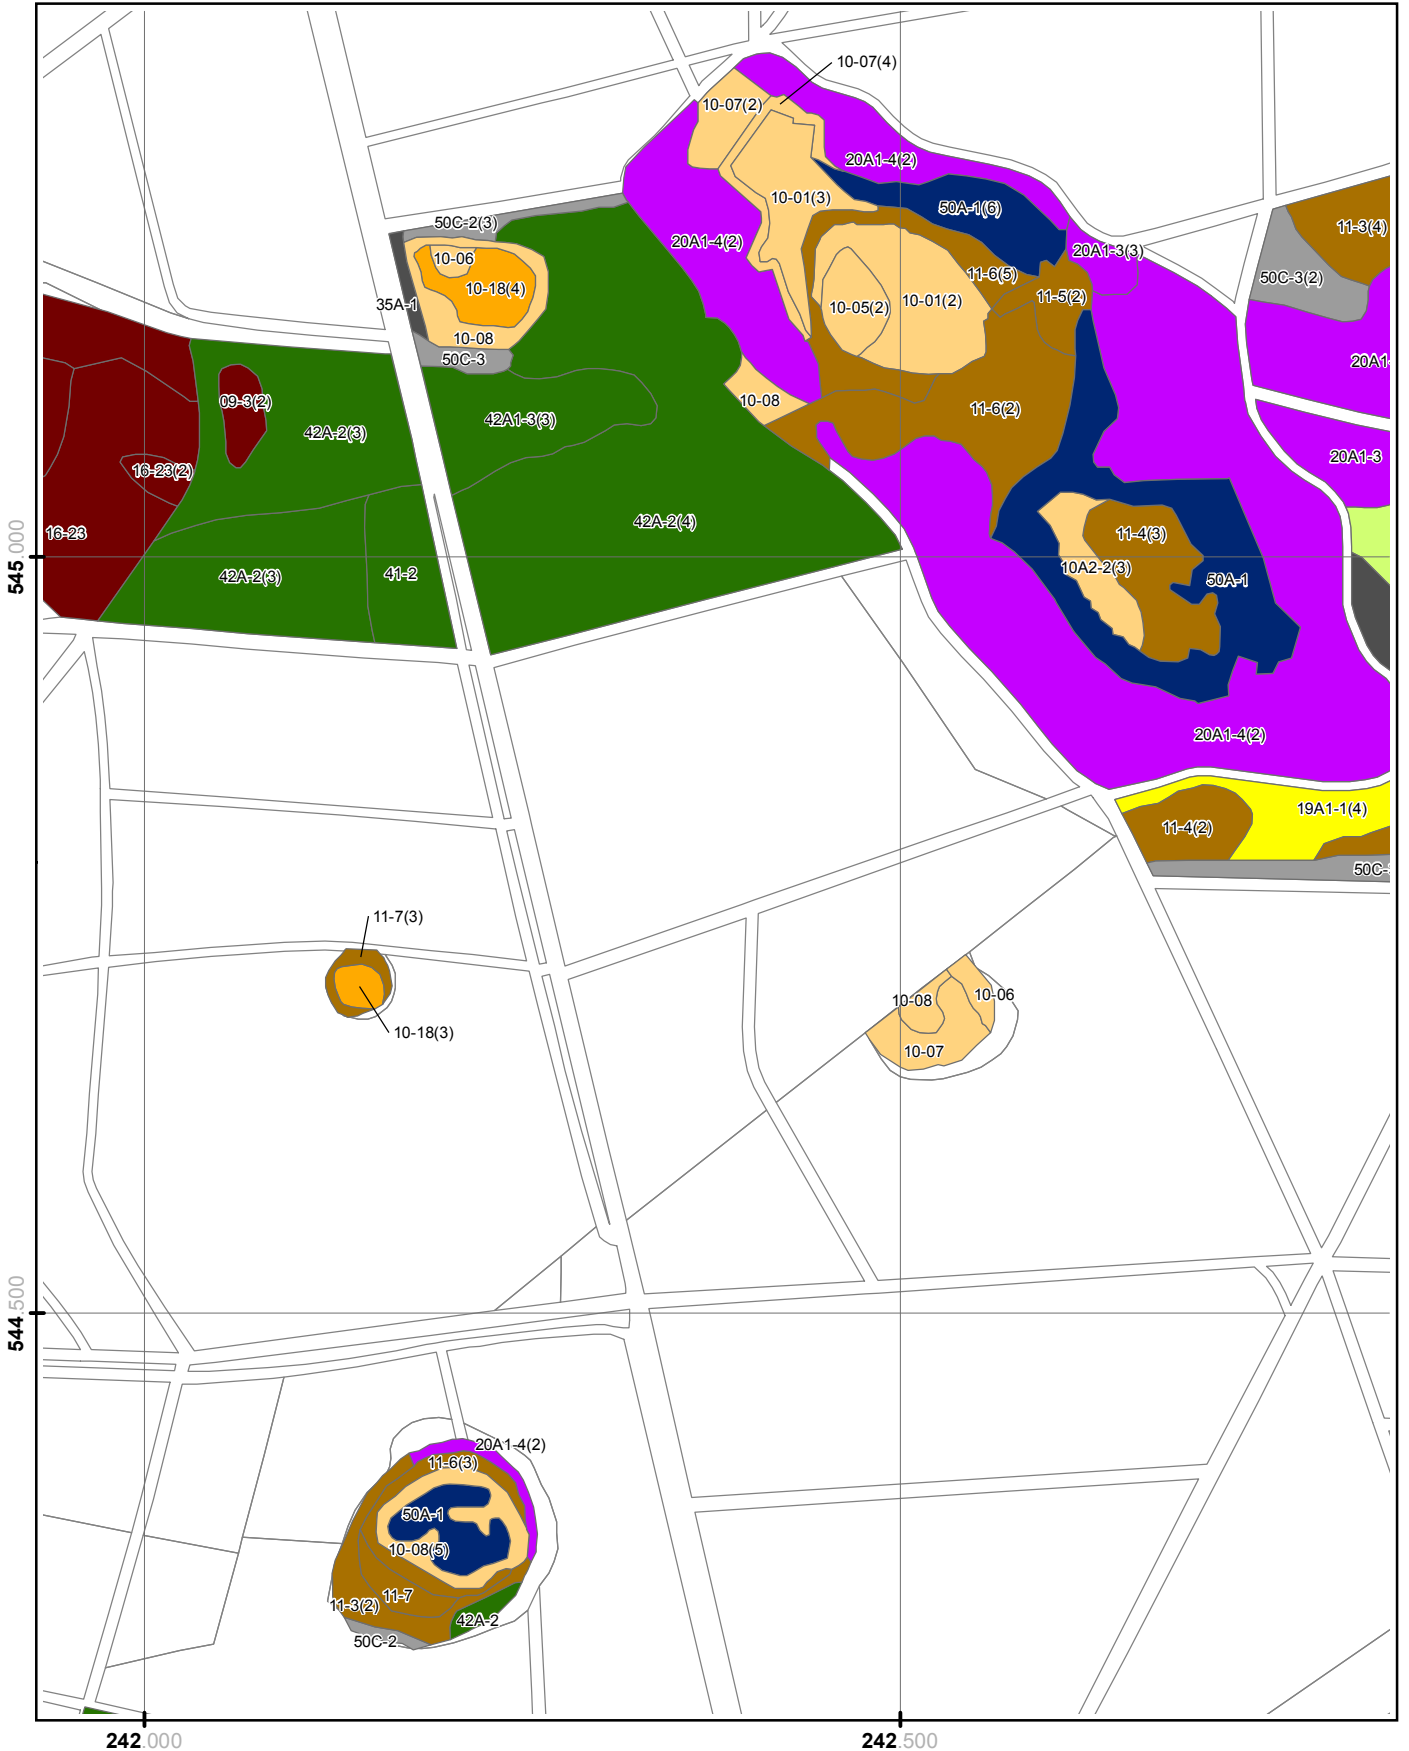 10-07(4)
10-07(2)
20A1-4(2)
10-01(3)
50A-1(6)
50C-2(3)
11-3(4)
20A1-4(2)
20A1-3(3)
10-06
11-6(5)
50C-3(2)
10-18(4)
11-5(2)
35A-1
10-05(2)
10-01(2)
10-08
50C-3
20A1-
09-3(2)
10-08
11-6(2)
42A1-3(3)
42A-2(3)
20A1-3
16-23(2)
42A-2(4)
16-23
11-4(3)
10A2-2(3)
42A-2(3)
41-2
50A-1
545.000
20A1-4(2)
19A1-1(4)
11-4(2)
50C-
11-7(3)
10-08
10-06
10-18(3)
10-07
544.500
20A1-4(2)
11-6(3)
50A-1
10-08(5)
11-7
11-3(2)
42A-2
50C-2
242.000
242.500